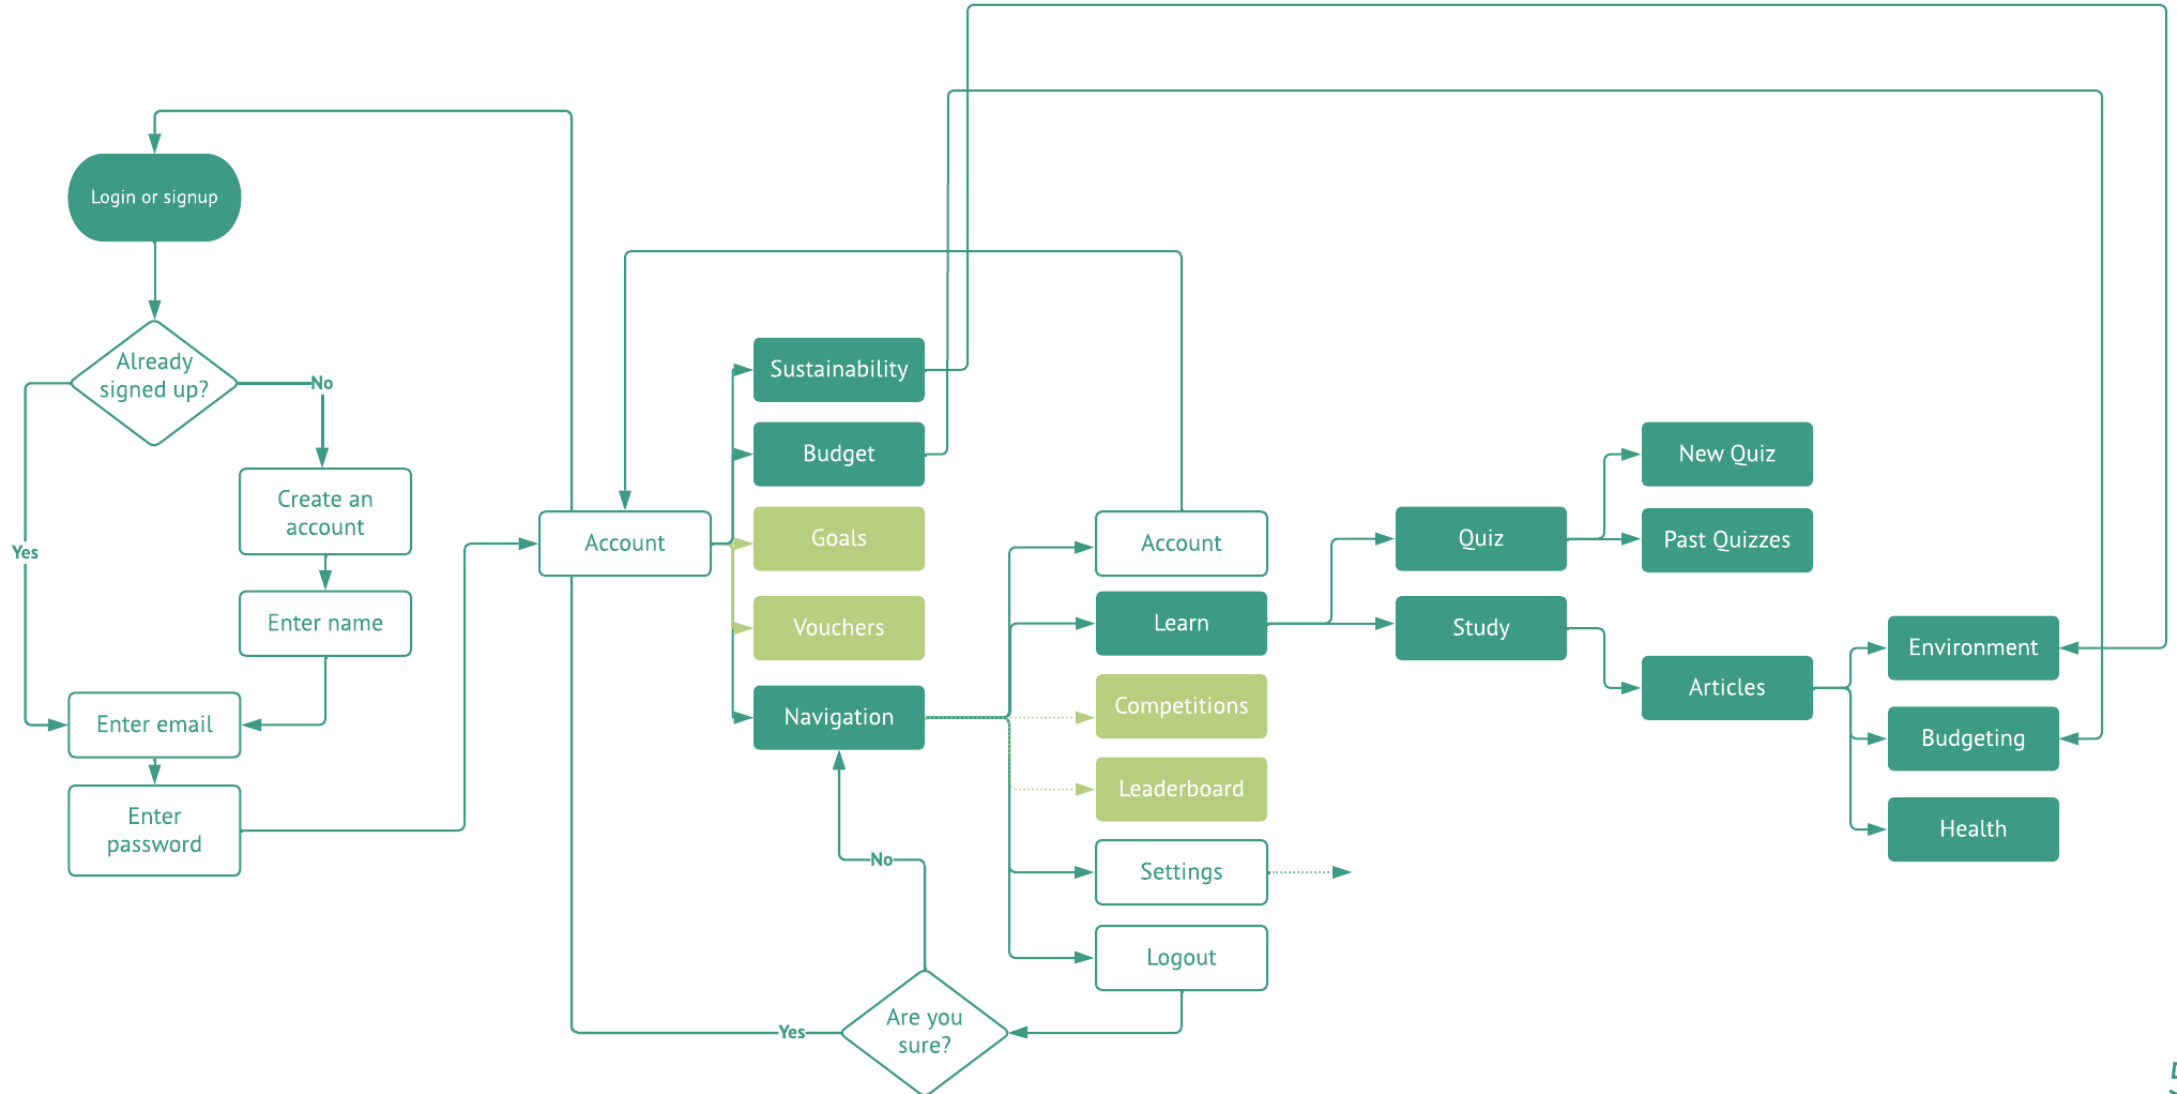 Login or signup
Already
signed up?
No
Yes
Create an
account
Enter name
Enter email
Enter
password
Account
Sustainability
Budget
Goals
Vouchers
Navigation
No
Yes
Are you
sure?
Account
Learn
Competitions
Leaderboard
Settings
Logout
Quiz
Study
New Quiz
Past Quizzes
Articles
Environment
Budgeting
Health